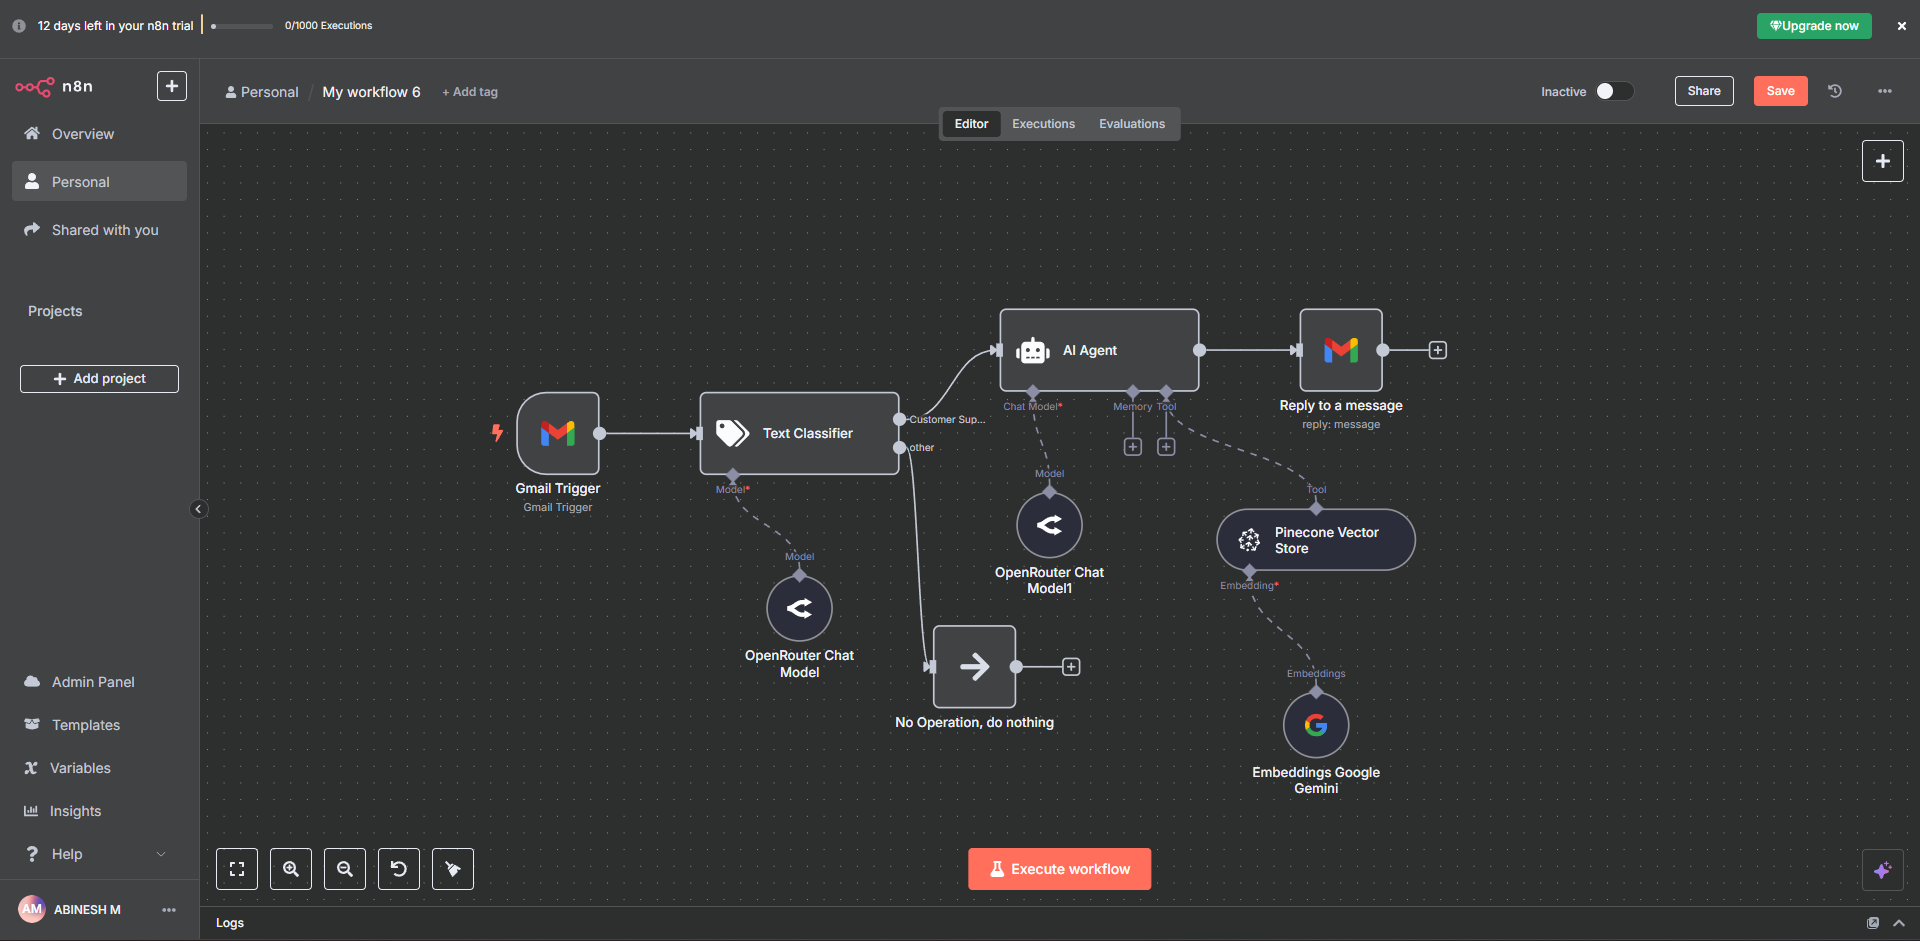 12 days left in your n8n trial
0/1000 Executions
Upgrade now
n8n
Personal / My workflow 6 + Add tag
Inactive
Share
Save
Editor
Executions
Evaluations
Overview
Personal
Shared with you
Projects
Add project
Admin Panel
Templates
Variables
Insights
Help
AM
ABINESH M
Gmail Trigger
Gmail Trigger
Text Classifier
Customer Sup...
other
Model*
Model
OpenRouter Chat
Model
AI Agent
Chat Model*
Memory
Tool
Model
OpenRouter Chat
Model1
Reply to a message
reply: message
Tool
Pinecone Vector
Store
Embedding*
Embeddings
Embeddings Google
Gemini
No Operation, do nothing
Execute workflow
Logs